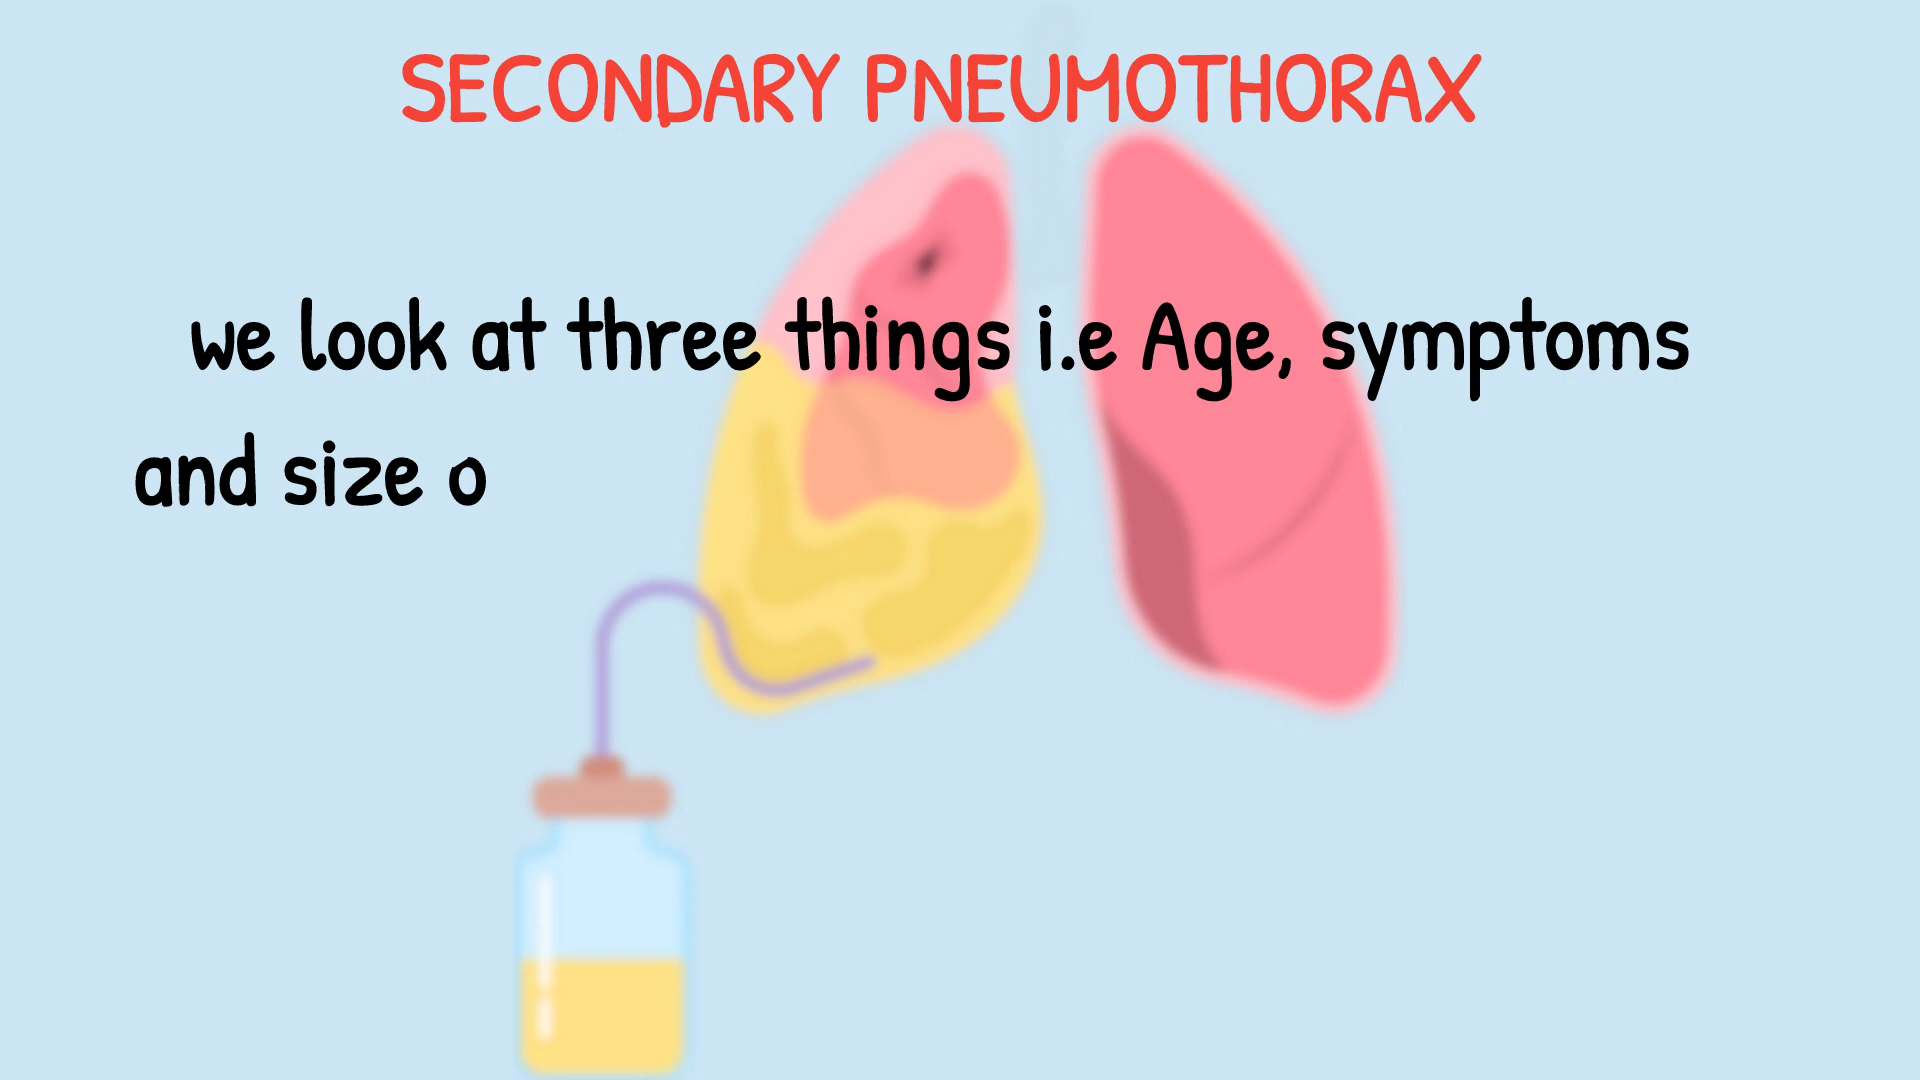 SECONDARY PNEUMOTHORAX
we look at three things i.e Age, symptoms
and size o